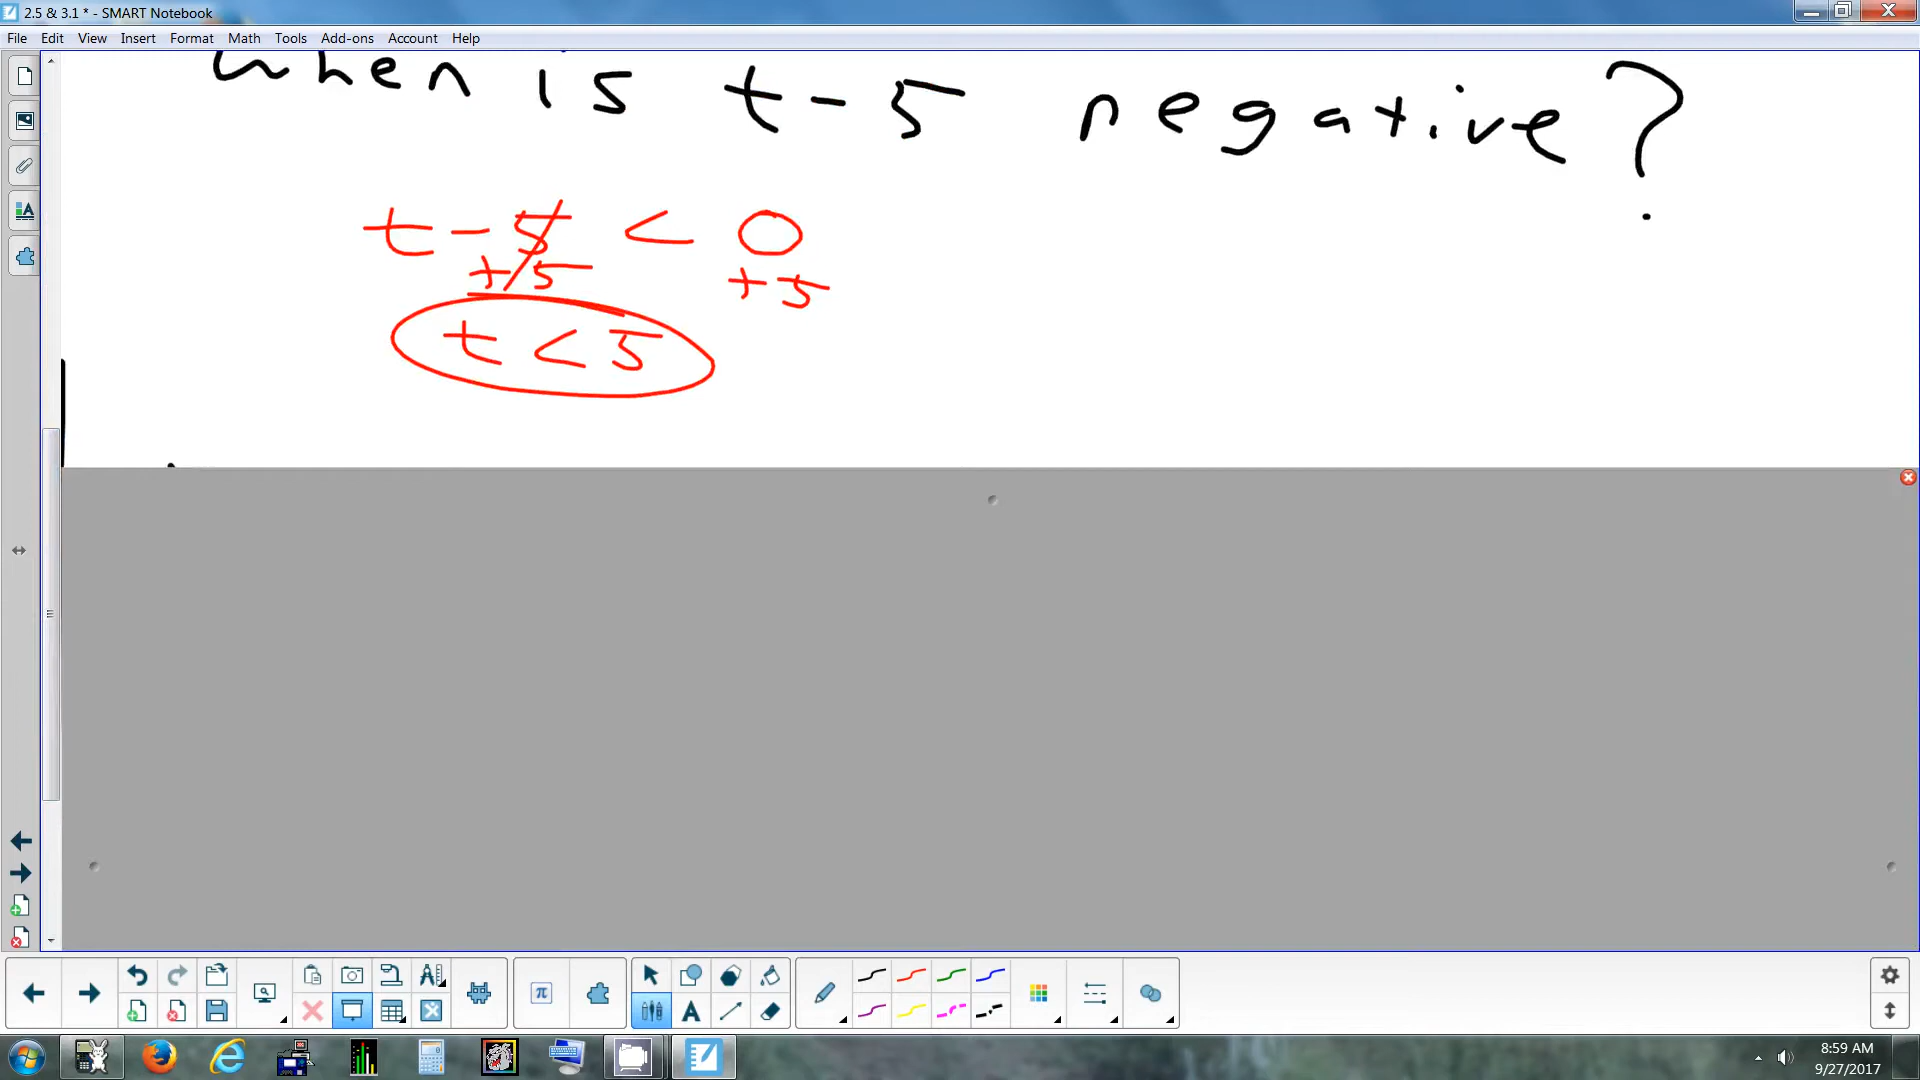 2.5 & 3.1 * - SMART Notebook
File Edit View Insert Format Math Tools Add-ons Account Help
When is t - 5 negative?
t - 5 < 0
+ 5 + 5
t < 5
8:59 AM
9/27/2017